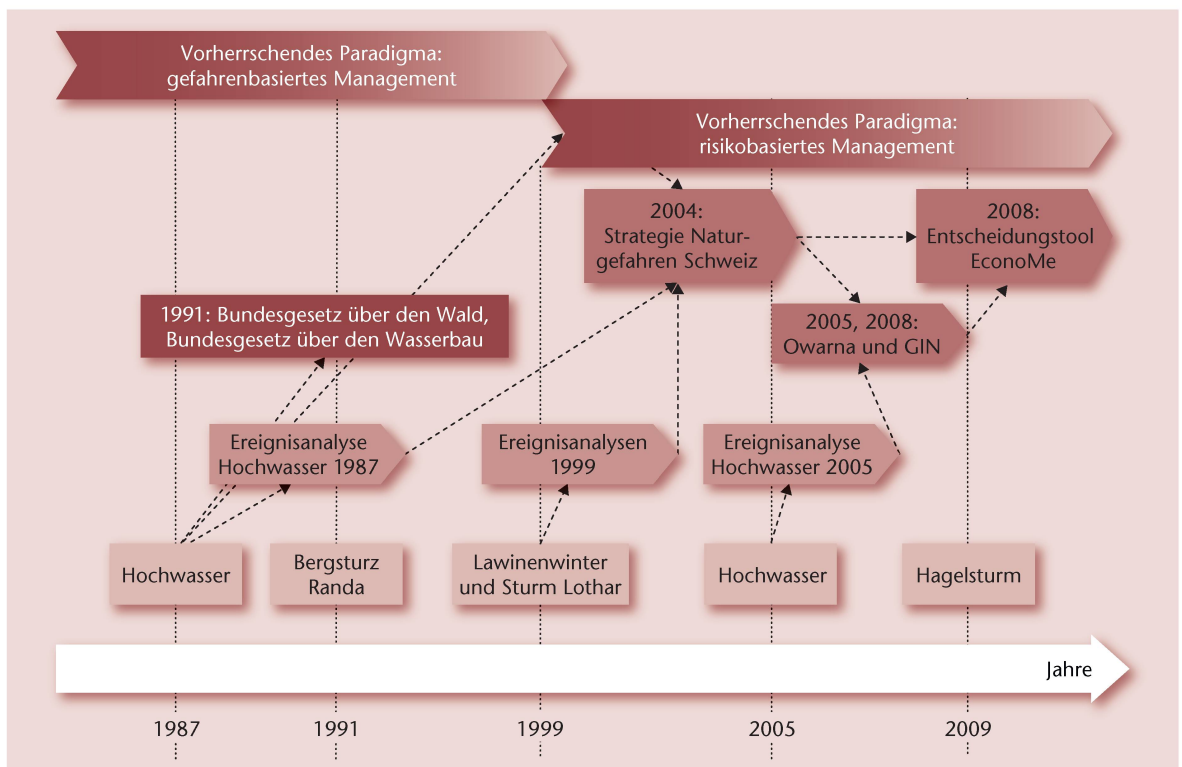 Vorherrschendes Paradigma:
gefahrenbasiertes Management
Vorherrschendes Paradigma:
risikobasiertes Management
2004:
Strategie Natur-
gefahren Schweiz
2008:
Entscheidungstool
EconoMe
1991: Bundesgesetz über den Wald,
Bundesgesetz über den Wasserbau
2005, 2008:
Owarna und GIN
Ereignisanalyse
Hochwasser 1987
Ereignisanalysen
1999
Ereignisanalyse
Hochwasser 2005
Hochwasser
Bergsturz
Randa
Lawinenwinter
und Sturm Lothar
Hochwasser
Hagelsturm
Jahre
1987
1991
1999
2005
2009